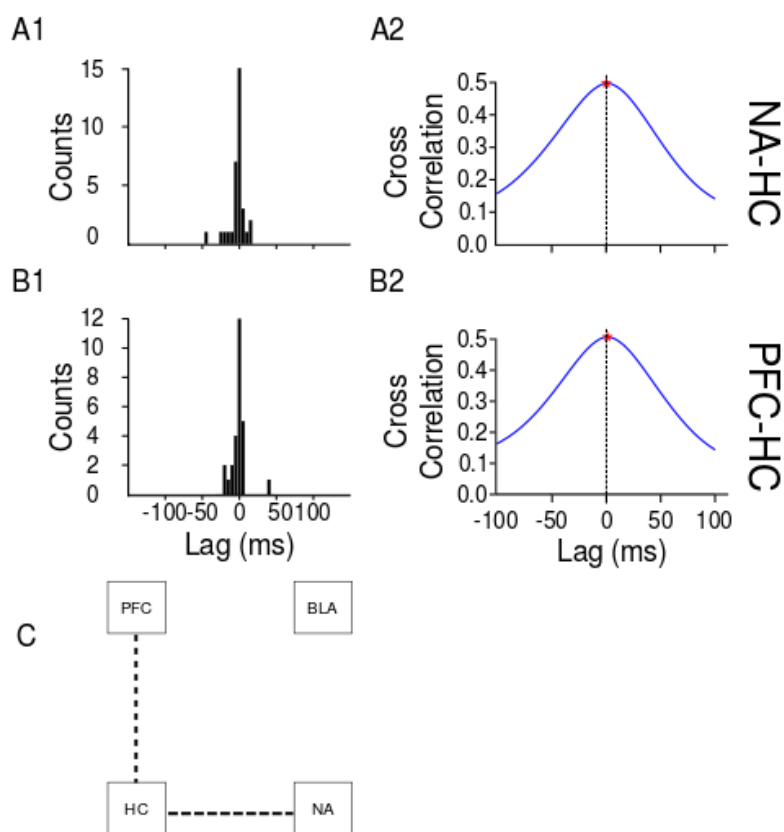 A1
15
10
5
0
Counts
A2
0.5
0.4
0.3
0.2
0.1
0.0
Cross
Correlation
NA-HC
B1
12
10
8
6
4
2
0
Counts
-100 -50 0 50 100
Lag (ms)
B2
0.5
0.4
0.3
0.2
0.1
0.0
Cross
Correlation
-100 -50 0 50 100
Lag (ms)
PFC-HC
C
PFC BLA
HC NA